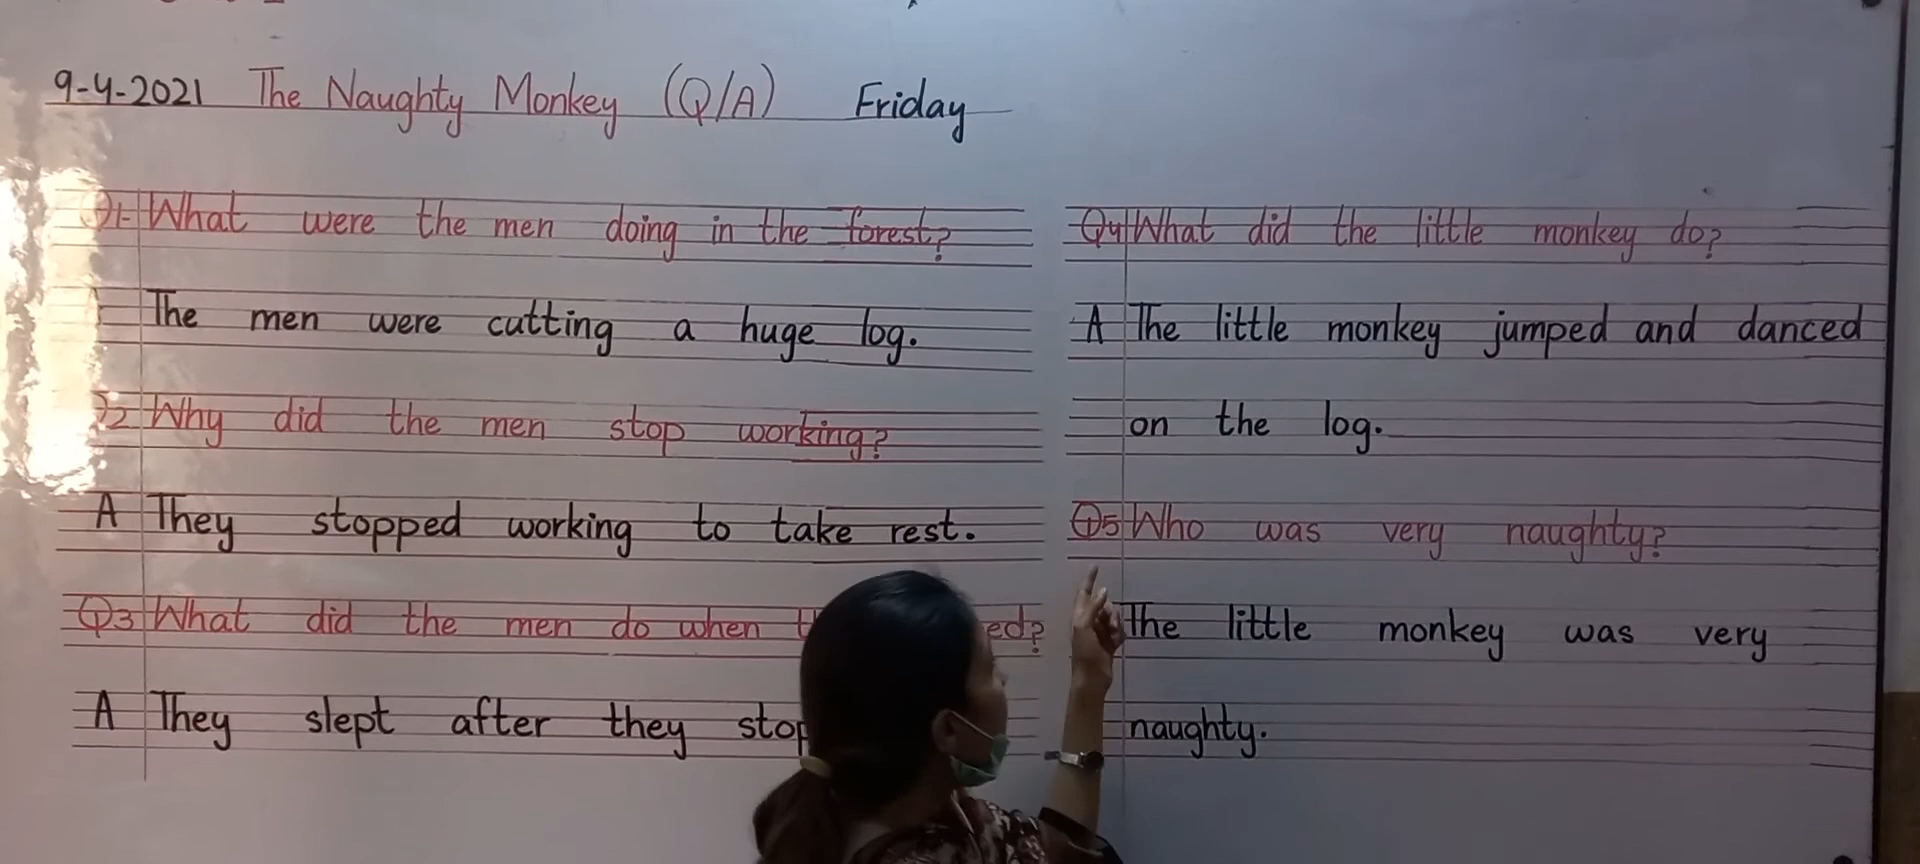 9-4-2021 The Naughty Monkey (Q/A) Friday
Q1- What were the men doing in the forest?
The men were cutting a huge log.
Q2 Why did the men stop working?
A They stopped working to take rest.
Q3 What did the men do when
A They slept after they
Q4 What did the little monkey do?
A The little monkey jumped and danced
on the log.
Q5 Who was very naughty?
The little monkey was very
naughty.